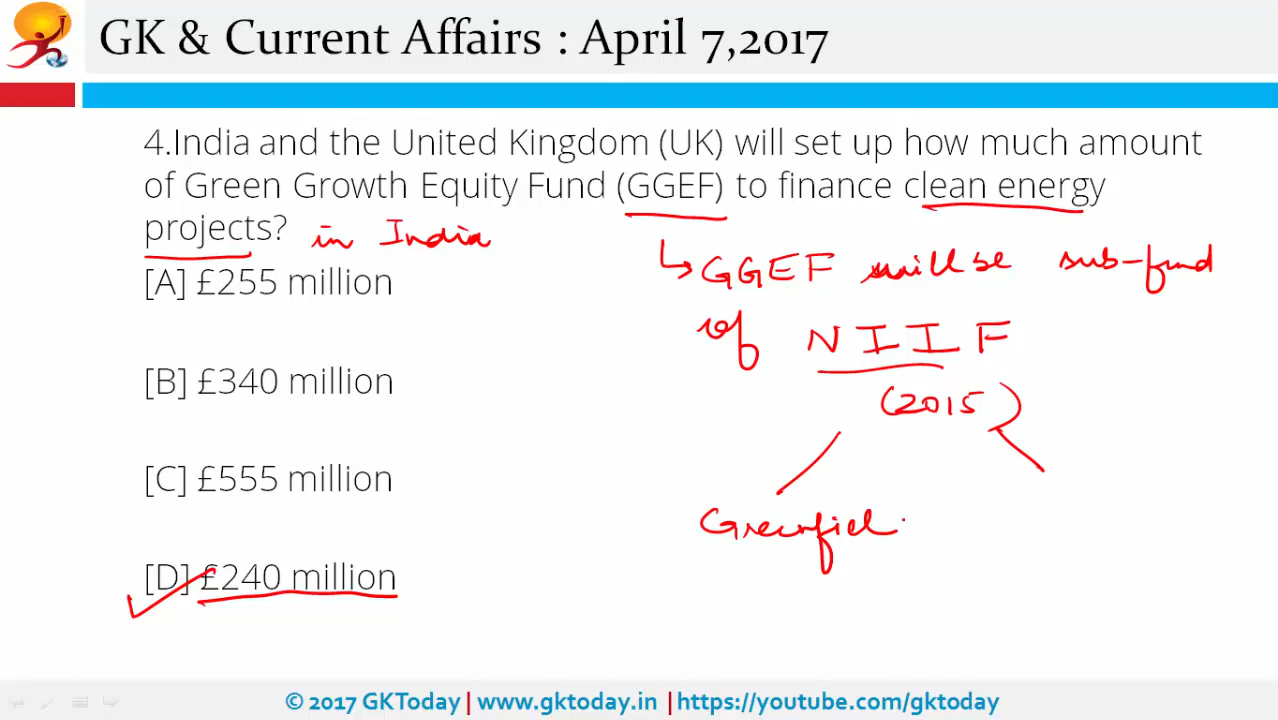 GK & Current Affairs : April 7,2017
4.India and the United Kingdom (UK) will set up how much amount
of Green Growth Equity Fund (GGEF) to finance clean energy
projects? in India
GGEF will be sub-fund
of NIIF
(2015)
Greenfiel
[A] £255 million
[B] £340 million
[C] £555 million
[D] £240 million
© 2017 GKToday | www.gktoday.in | https://youtube.com/gktoday